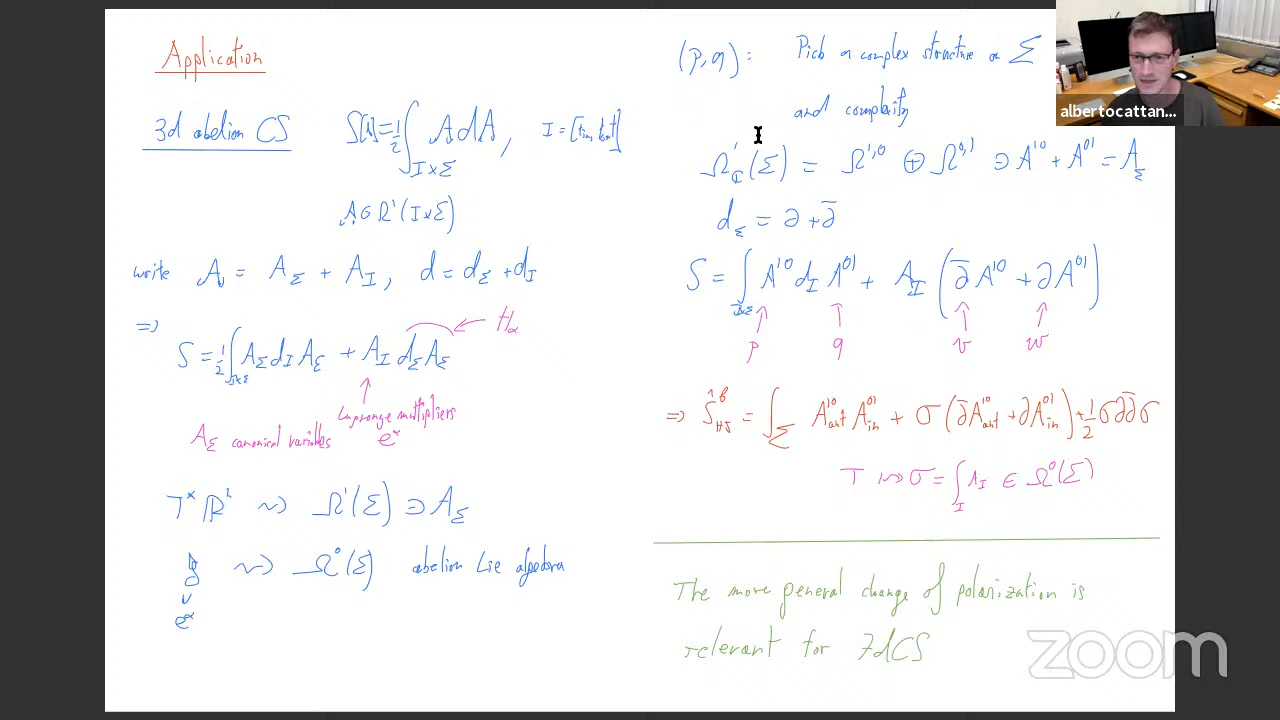 Application
3d abelian CS S[A]=½∫_{I×Σ} A dA, I = [t_in, t_out]
A ∈ Ω¹(I×Σ)
write A = A_Σ + A_I, d = d_Σ + d_I
⇒
S = ½∫_{I×Σ} A_Σ d_I A_Σ + A_I d_Σ A_Σ ← H_α
Lagrange multipliers
e^α
A_Σ canonical variables
T*ℝ² ⇝ Ω¹(Σ) ∋ A_Σ
g ⇝ Ω⁰(Σ) abelian Lie algebra
e^α
(p,q): Pick a complex structure on Σ
and complexify
Ω¹_ℂ(Σ) = Ω^{1,0} ⊕ Ω^{0,1} ∋ A^{10} + A^{01} = A_Σ
d_Σ = ∂ + ∂̄
S = ∫_{I×Σ} A^{10} d_I A^{01} + A_I (∂̄A^{10} + ∂A^{01})
p q v w
⇒ Ŝ^f_{HJ} = ∫_Σ A^{10}_{out} A^{01}_{in} + σ(∂̄A^{10}_{out} + ∂A^{01}_{in}) + ½σ∂∂̄σ
T ⇝ σ = ∫_I A_I ∈ Ω⁰(Σ)
The more general change of polarization is
relevant for 7dCS
albertocattan...
zoom